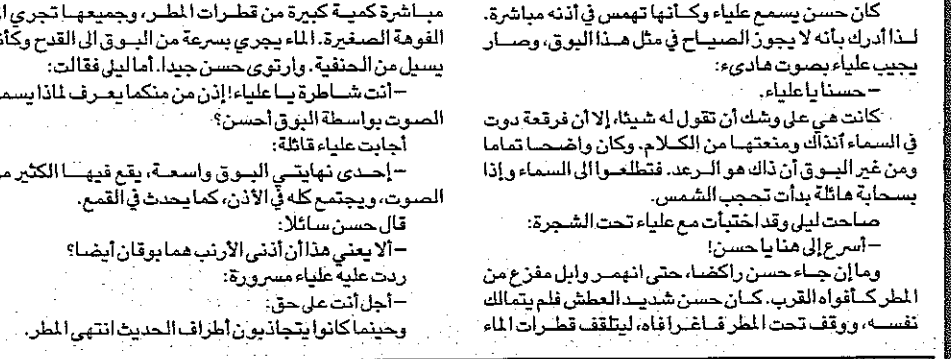 كان حسن يسمع علياء وكأنها تهمس في أذنه مباشرة.
لذا أدرك بأنه لا يجوز الصياح في مثل هذا البوق، وصار
يجيب علياء بصوت هادىء:
–حسنا يا علياء.
كانت هي على وشك أن تقول له شيئا، إلا أن فرقعة دوت
في السماء آنذاك ومنعتها من الكلام. وكان واضحا تماما
ومن غير البوق أن ذاك هو الرعد. فتطلعوا الى السماء وإذا
بسحابة هائلة بدأت تحجب الشمس.
صاحت ليلى وقد اختبأت مع علياء تحت الشجرة:
–أسرع إلى هنا يا حسن!
وما إن جاء حسن راكضا، حتى انهمر وابل مفزع من
المطر كأفواه القرب. كان حسن شديد العطش فلم يتمالك
نفسه، ووقف تحت المطر فاغرا فاه، ليتلقف قطرات الماء
مباشرة كمية كبيرة من قطرات المطر، وجميعها تجري
الفوهة الصغيرة. الماء يجري بسرعة من البوق الى القدح
يسيل من الحنفية. وارتوى حسن جيدا. أما ليلى فقالت:
–أنت شاطرة يا علياء! إذن من منكما يعرف لماذا
الصوت بواسطة البوق أحسن؟
أجابت علياء قائلة:
–إحدى نهايتي البوق واسعة، يقع فيها الكثير
الصوت، ويجتمع كله في الأذن، كما يحدث في القمع.
قال حسن سائلا:
–ألا يعني هذا أن أذني الأرنب هما بوقان أيضا؟
ردت عليه علياء مسرورة:
–أجل أنت على حق.
وحينما كانوا يتجاذبون أطراف الحديث انتهى المطر.